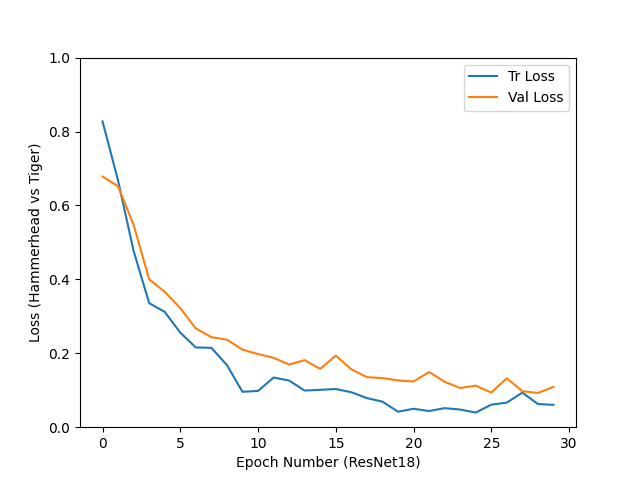 Tr Loss
Val Loss
Loss (Hammerhead vs Tiger)
1.0
0.8
0.6
0.4
0.2
0.0
0 5 10 15 20 25 30
Epoch Number (ResNet18)